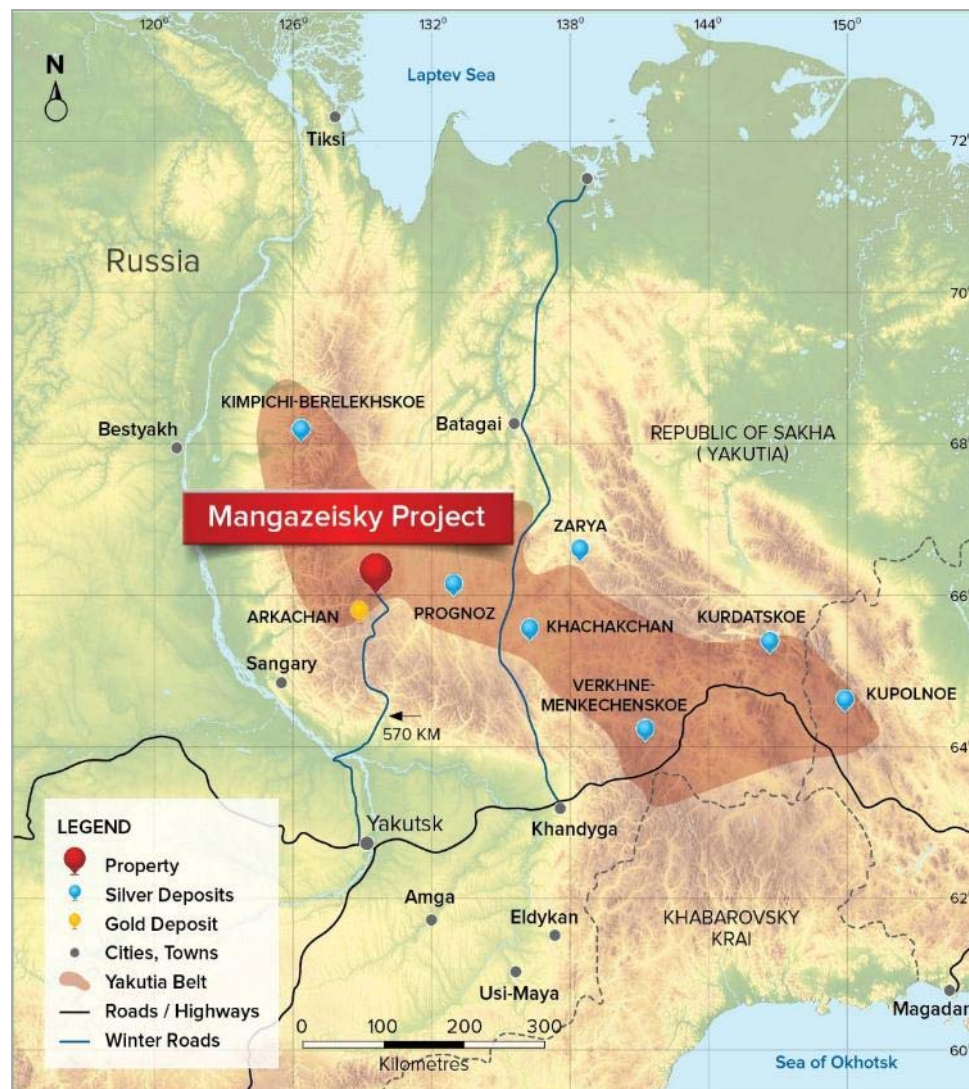 120°
126°
132°
138°
144°
150°
N
Laptev Sea
Tiksi
72°
Russia
70°
KIMPICHI-BERELEKHSKOE
Bestyakh
Batagai
REPUBLIC OF SAKHA
( YAKUTIA)
68°
Mangazeisky Project
ZARYA
66°
ARKACHAN
PROGNOZ
KHACHAKCHAN
KURDATSKOE
Sangary
VERKHNE-
MENKECHENSKOE
KUPOLNOE
570 KM
64°
LEGEND
Property
Silver Deposits
Gold Deposit
Cities, Towns
Yakutia Belt
Roads / Highways
Winter Roads
Yakutsk
Khandyga
Amga
Eldykan
62°
KHABAROVSKY
KRAI
Usi-Maya
Magadan
0 100 200 300
Kilometres
60°
Sea of Okhotsk